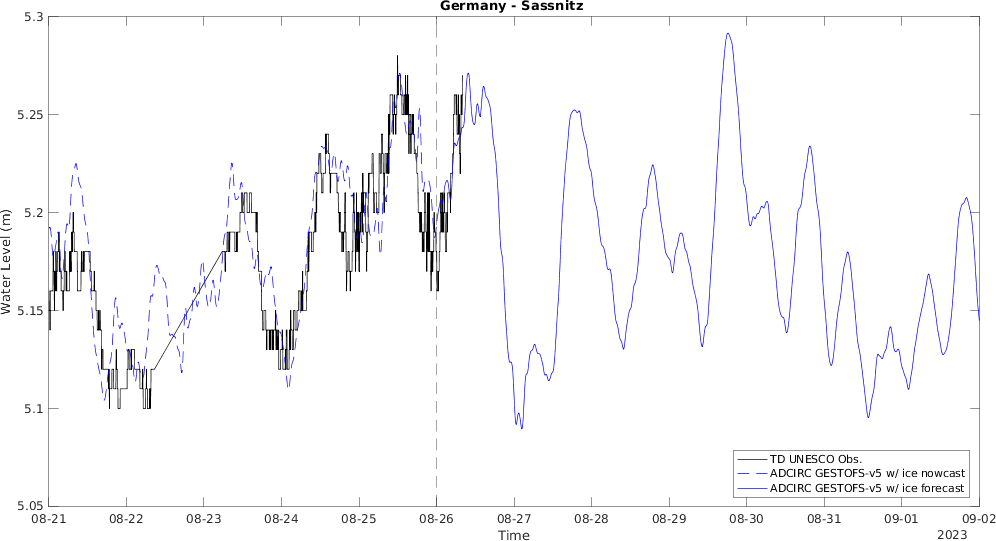 Germany - Sassnitz
5.3
5.25
5.2
5.15
5.1
5.05
Water Level (m)
08-21 08-22 08-23 08-24 08-25 08-26 08-27 08-28 08-29 08-30 08-31 09-01 09-02
Time
2023
TD UNESCO Obs.
ADCIRC GESTOFS-v5 w/ ice nowcast
ADCIRC GESTOFS-v5 w/ ice forecast